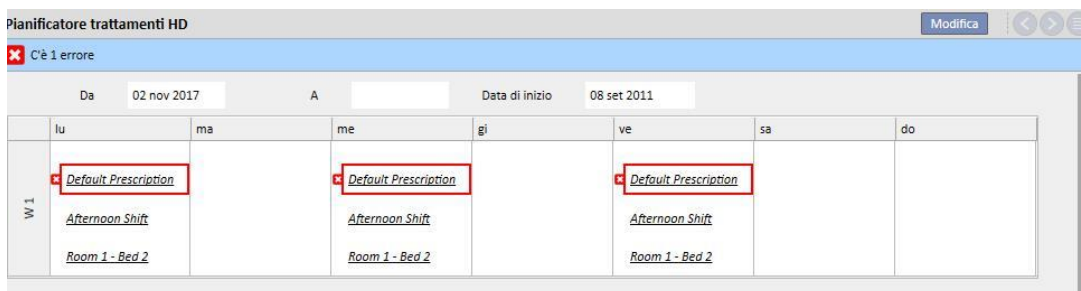 Pianificatore trattamenti HD Modifica
C'è 1 errore
Da 02 nov 2017 A Data di inizio 08 set 2011
lu ma me gi ve sa do
W 1
Default Prescription Default Prescription Default Prescription
Afternoon Shift Afternoon Shift Afternoon Shift
Room 1 - Bed 2 Room 1 - Bed 2 Room 1 - Bed 2